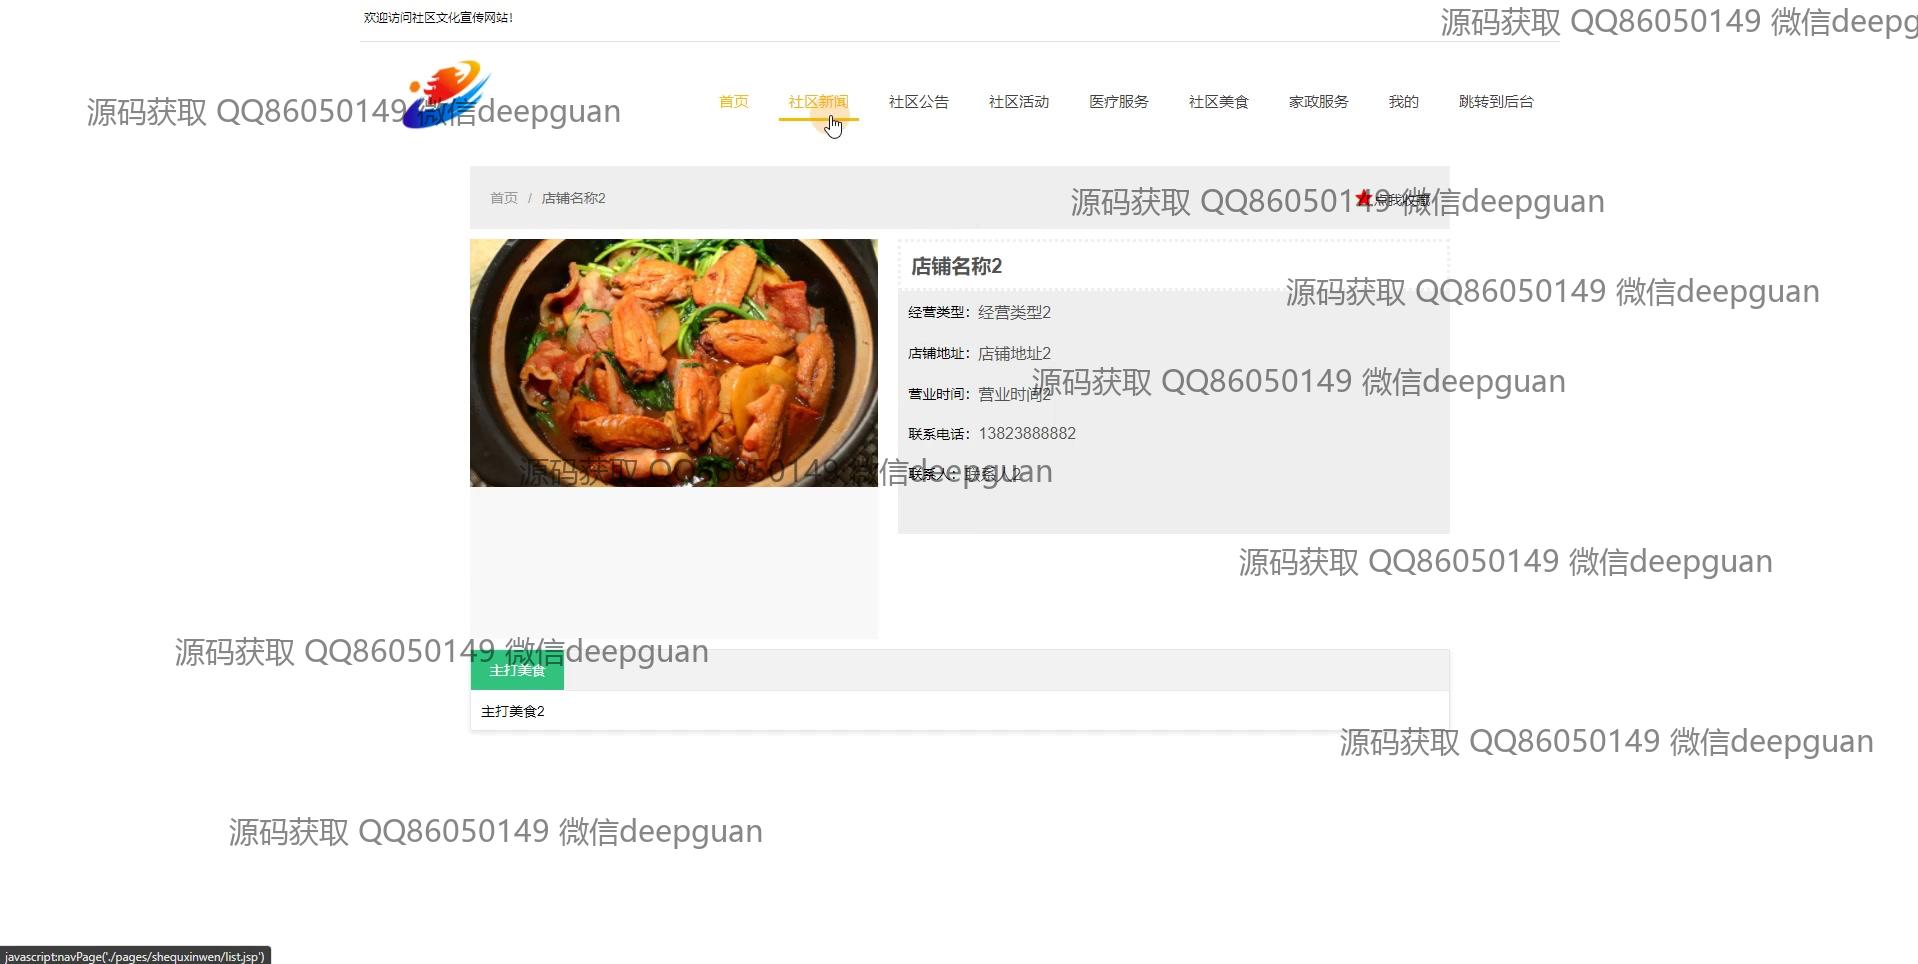 欢迎访问社区文化宣传网站！
源码获取 QQ86050149 微信deepg
源码获取 QQ86050149 微信deepguan
首页 社区新闻 社区公告 社区活动 医疗服务 社区美食 家政服务 我的 跳转到后台
首页 / 店铺名称2
点我收藏
源码获取 QQ86050149 微信deepguan
店铺名称2
源码获取 QQ86050149 微信deepguan
经营类型：经营类型2
店铺地址：店铺地址2
源码获取 QQ86050149 微信deepguan
营业时间：营业时间2
联系电话：13823888882
联系人：联系人2
源码获取 QQ86050149 微信deepguan
源码获取 QQ86050149 微信deepguan
源码获取 QQ86050149 微信deepguan
主打美食
主打美食2
源码获取 QQ86050149 微信deepguan
源码获取 QQ86050149 微信deepguan
javascript:navPage('./pages/shequxinwen/list.jsp')